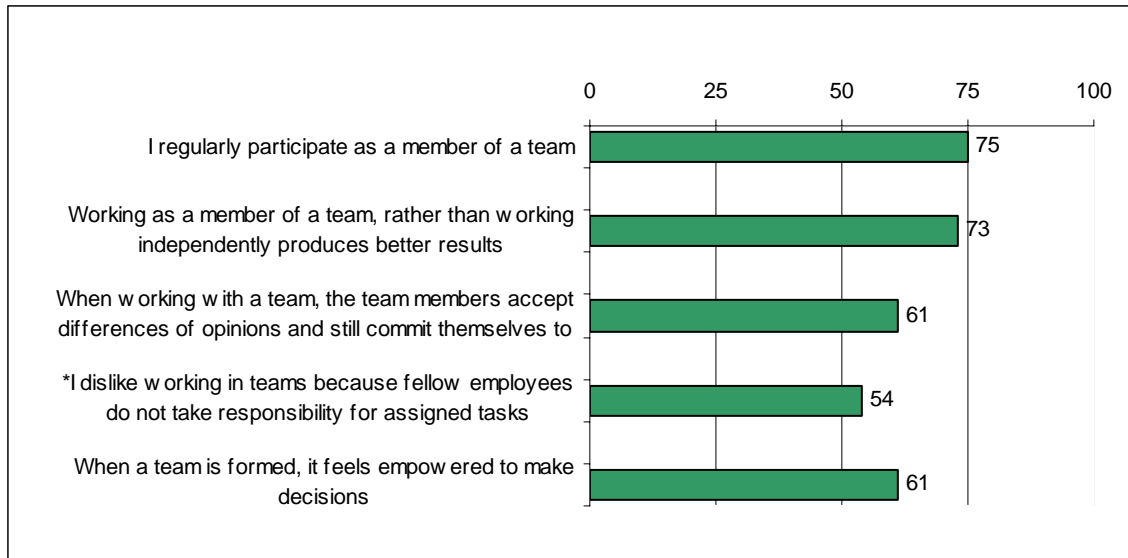 0 25 50 75 100
I regularly participate as a member of a team
75
Working as a member of a team, rather than working
independently produces better results
73
When working with a team, the team members accept
differences of opinions and still commit themselves to
61
*I dislike working in teams because fellow employees
do not take responsibility for assigned tasks
54
When a team is formed, it feels empowered to make
decisions
61